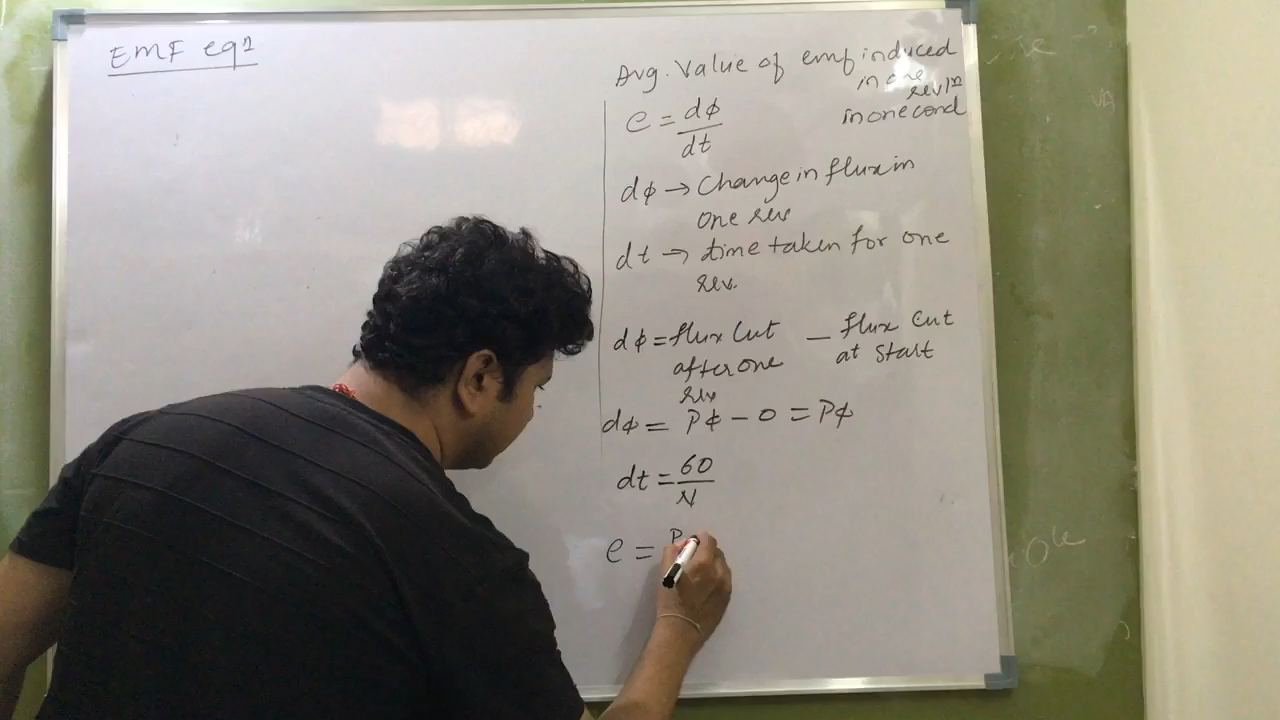 EMF eqn
Avg. Value of emf induced
in one
revln
in onecond
e = dφ
dt
dφ → Change in flux in
one rev
dt → time taken for one
rev.
dφ = flux Cut — flux Cut
after one at Start
rev
dφ = Pφ - 0 = Pφ
dt = 60
N
e = P